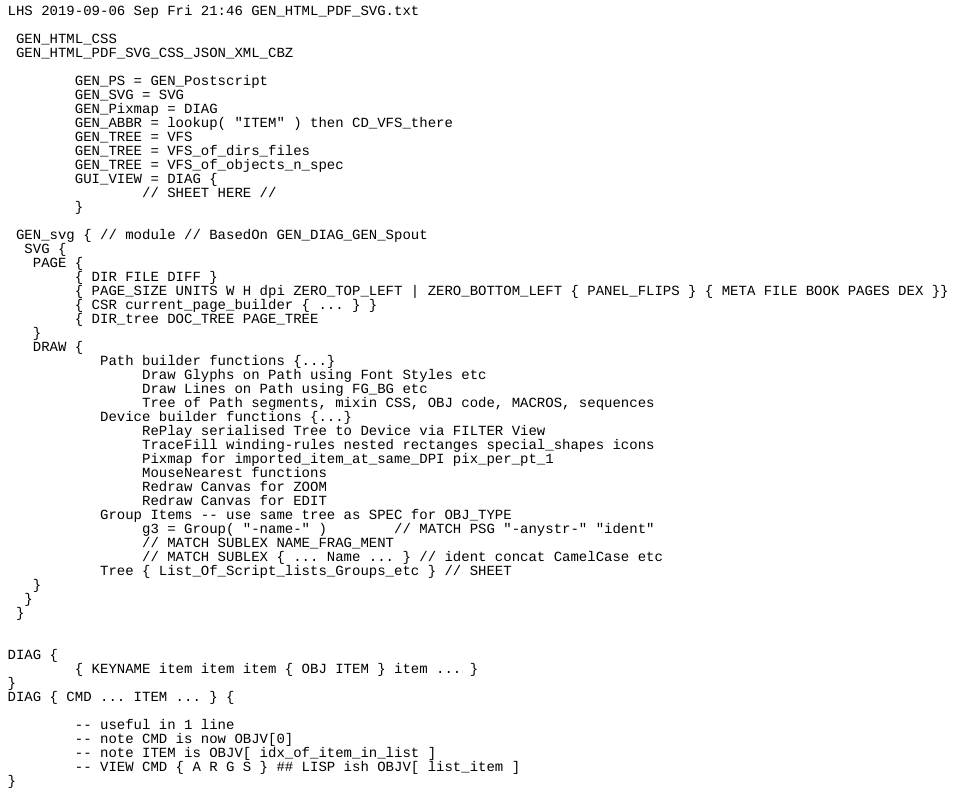 LHS 2019-09-06 Sep Fri 21:46 GEN_HTML_PDF_SVG.txt

 GEN_HTML_CSS
 GEN_HTML_PDF_SVG_CSS_JSON_XML_CBZ

        GEN_PS = GEN_Postscript
        GEN_SVG = SVG
        GEN_Pixmap = DIAG
        GEN_ABBR = lookup( "ITEM" ) then CD_VFS_there
        GEN_TREE = VFS
        GEN_TREE = VFS_of_dirs_files
        GEN_TREE = VFS_of_objects_n_spec
        GUI_VIEW = DIAG {
                // SHEET HERE //
        }

 GEN_svg { // module // BasedOn GEN_DIAG_GEN_Spout
  SVG {
   PAGE {
        { DIR FILE DIFF }
        { PAGE_SIZE UNITS W H dpi ZERO_TOP_LEFT | ZERO_BOTTOM_LEFT { PANEL_FLIPS } { META FILE BOOK PAGES DEX }}
        { CSR current_page_builder { ... } }
        { DIR_tree DOC_TREE PAGE_TREE
   }
   DRAW {
           Path builder functions {...}
                Draw Glyphs on Path using Font Styles etc
                Draw Lines on Path using FG_BG etc
                Tree of Path segments, mixin CSS, OBJ code, MACROS, sequences
           Device builder functions {...}
                RePlay serialised Tree to Device via FILTER View
                TraceFill winding-rules nested rectanges special_shapes icons
                Pixmap for imported_item_at_same_DPI pix_per_pt_1
                MouseNearest functions
                Redraw Canvas for ZOOM
                Redraw Canvas for EDIT
           Group Items -- use same tree as SPEC for OBJ_TYPE
                g3 = Group( "-name-" )        // MATCH PSG "-anystr-" "ident"
                // MATCH SUBLEX NAME_FRAG_MENT
                // MATCH SUBLEX { ... Name ... } // ident concat CamelCase etc
           Tree { List_Of_Script_lists_Groups_etc } // SHEET
   }
  }
 }

DIAG {
        { KEYNAME item item item { OBJ ITEM } item ... }
}
DIAG { CMD ... ITEM ... } {

        -- useful in 1 line
        -- note CMD is now OBJV[0]
        -- note ITEM is OBJV[ idx_of_item_in_list ]
        -- VIEW CMD { A R G S } ## LISP ish OBJV[ list_item ]
}